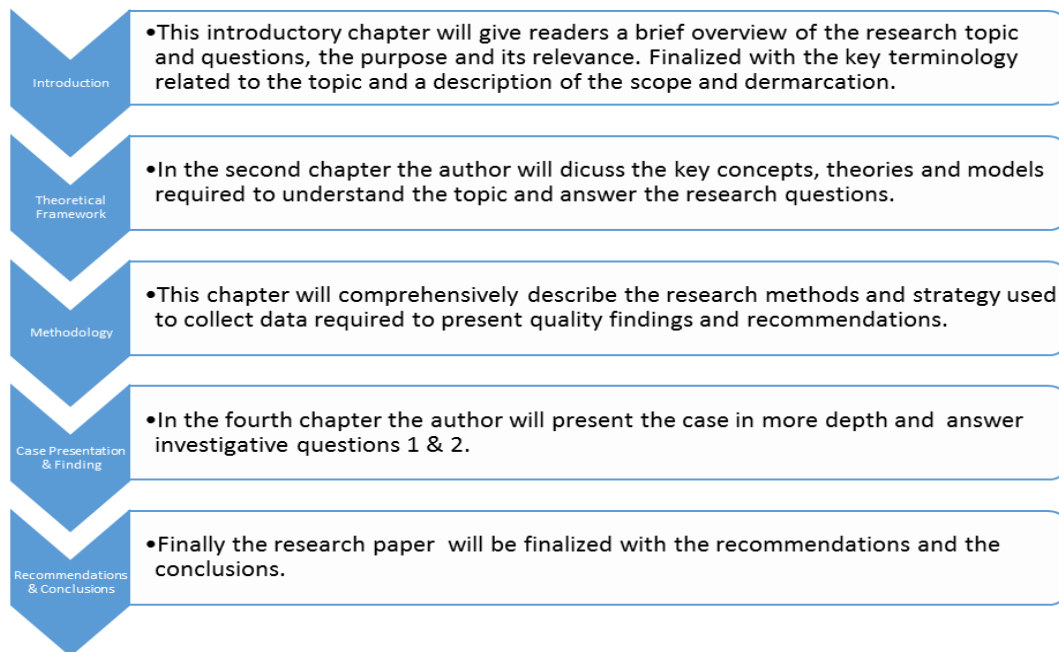 Introduction
•This introductory chapter will give readers a brief overview of the research topic
and questions, the purpose and its relevance. Finalized with the key terminology
related to the topic and a description of the scope and dermarcation.
Theoretical
Framework
•In the second chapter the author will dicuss the key concepts, theories and models
required to understand the topic and answer the research questions.
Methodology
•This chapter will comprehensively describe the research methods and strategy used
to collect data required to present quality findings and recommendations.
Case Presentation
& Finding
•In the fourth chapter the author will present the case in more depth and answer
investigative questions 1 & 2.
Recommendations
& Conclusions
•Finally the research paper will be finalized with the recommendations and the
conclusions.